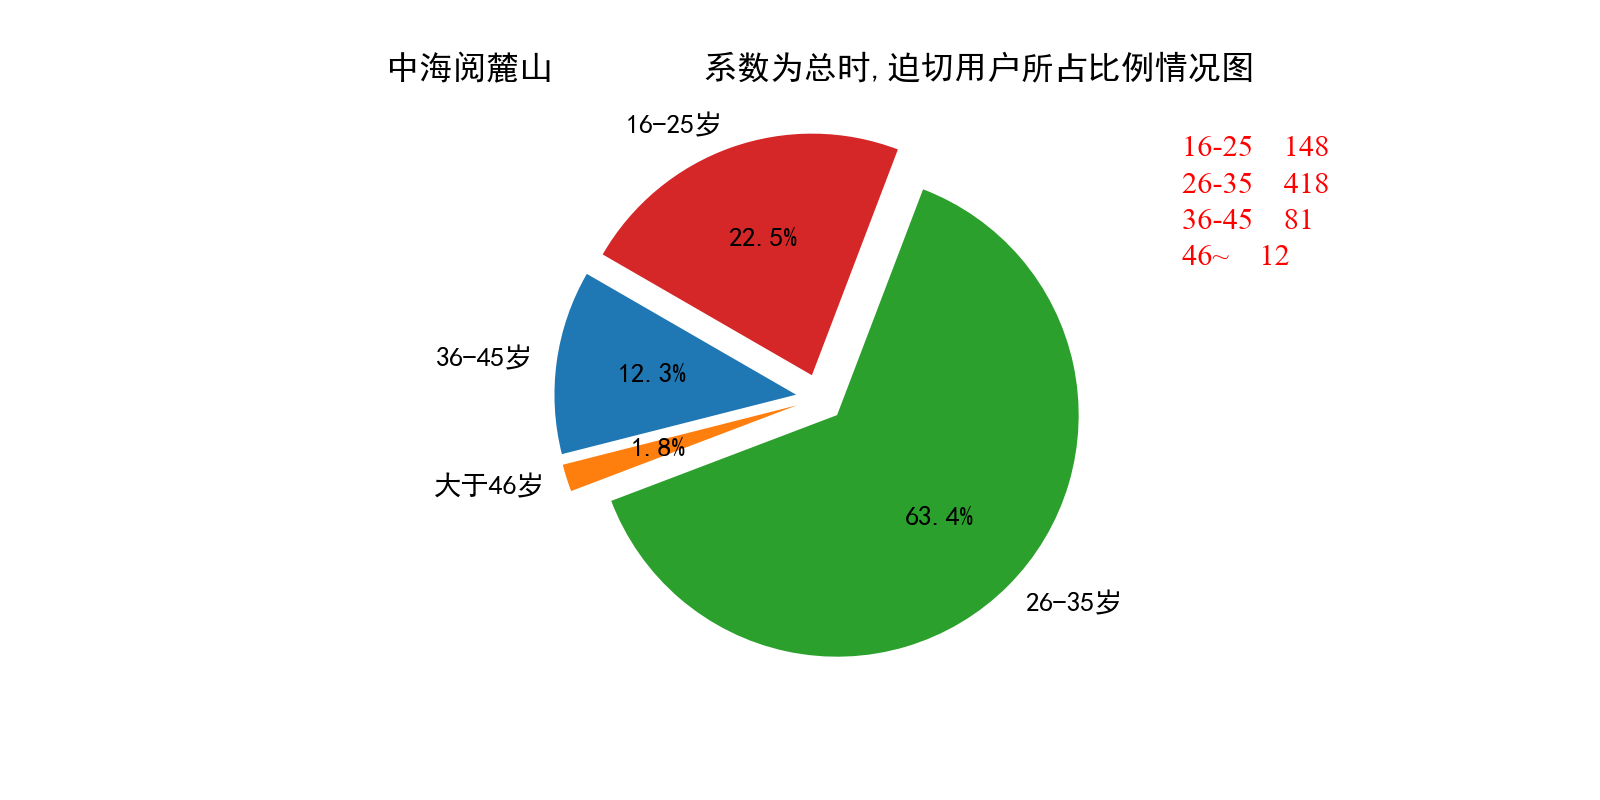 中海阅麓山 系数为总时,迫切用户所占比例情况图
16-25岁
16-25 148
26-35 418
36-45 81
46~ 12
22.5%
36-45岁
12.3%
1.8%
大于46岁
63.4%
26-35岁